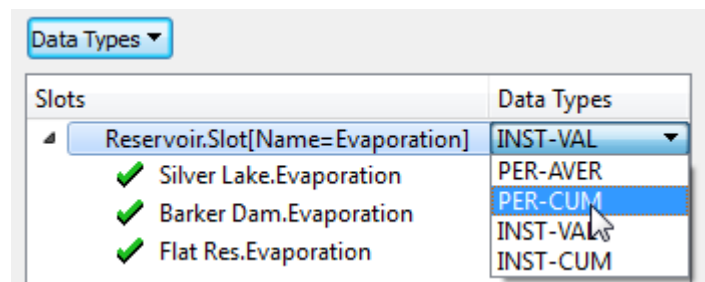 Data Types
Slots Data Types
Reservoir.Slot[Name=Evaporation] INST-VAL
Silver Lake.Evaporation PER-AVER
Barker Dam.Evaporation PER-CUM
Flat Res.Evaporation INST-VAL
INST-CUM